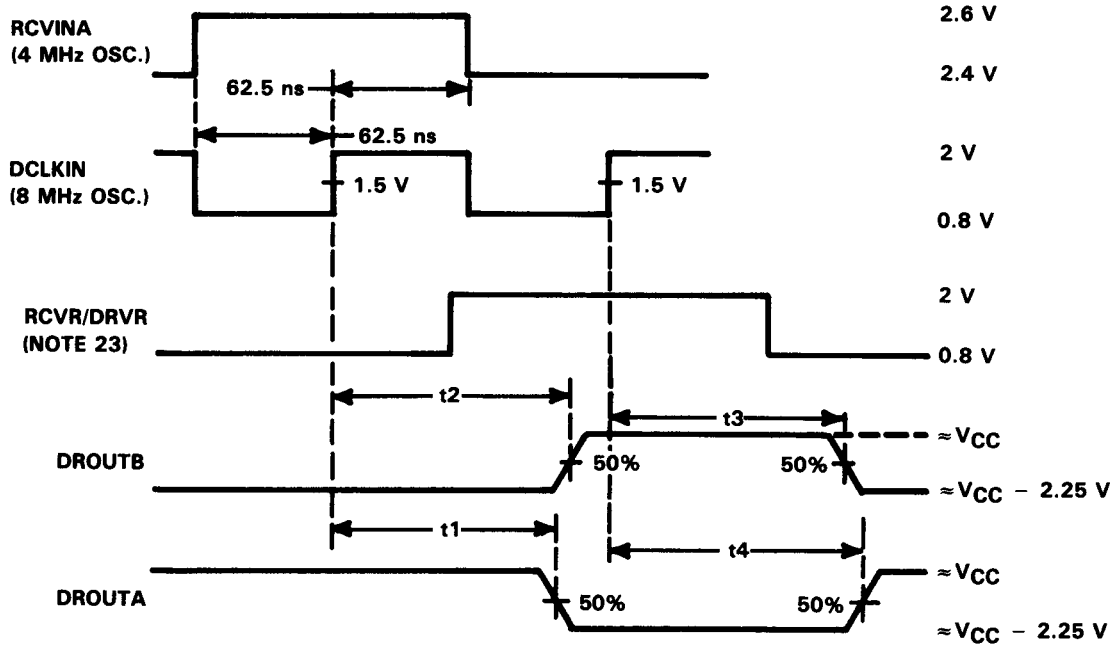 RCVINA
(4 MHz OSC.)
2.6 V
2.4 V
62.5 ns
62.5 ns
DCLKIN
(8 MHz OSC.)
1.5 V
1.5 V
2 V
0.8 V
RCVR/DRVR
(NOTE 23)
2 V
0.8 V
t2
t3
DROUTB
50%
50%
≈VCC
≈VCC − 2.25 V
t1
t4
DROUTA
50%
50%
≈VCC
≈VCC − 2.25 V